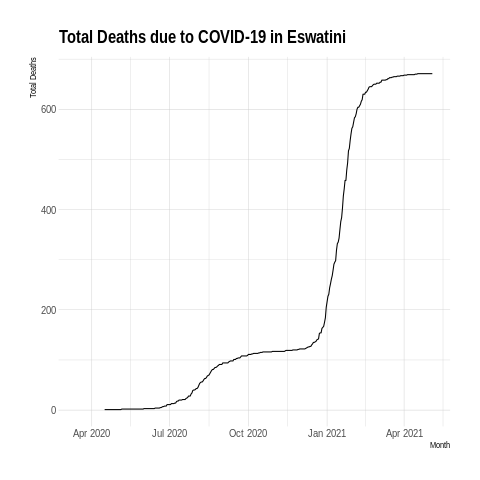 Total Deaths due to COVID-19 in Eswatini
Total Deaths
600
400
200
0
Apr 2020 Jul 2020 Oct 2020 Jan 2021 Apr 2021
Month